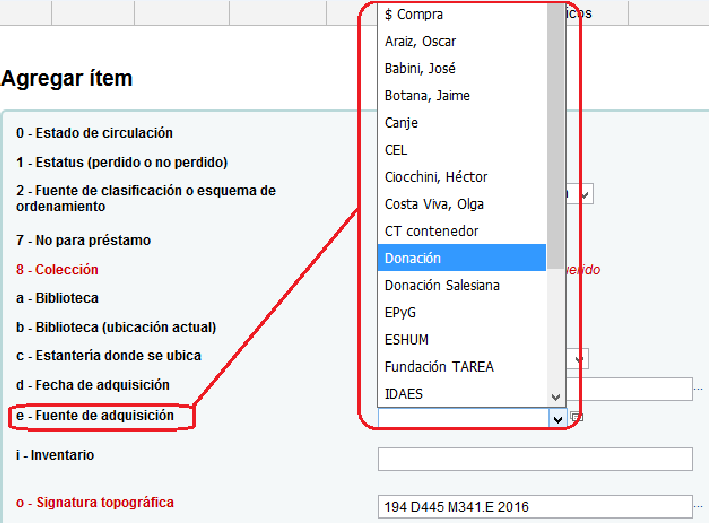 icos
Agregar ítem
0 - Estado de circulación
1 - Estatus (perdido o no perdido)
2 - Fuente de clasificación o esquema de
ordenamiento
7 - No para préstamo
8 - Colección
a - Biblioteca
b - Biblioteca (ubicación actual)
c - Estantería donde se ubica
d - Fecha de adquisición
...
e - Fuente de adquisición
$ Compra
Araiz, Oscar
Babini, José
Botana, Jaime
Canje
CEL
Ciocchini, Héctor
Costa Viva, Olga
CT contenedor
Donación
Donación Salesiana
EPyG
ESHUM
Fundación TAREA
IDAES
i - Inventario
o - Signatura topográfica
194 D445 M341.E 2016
...